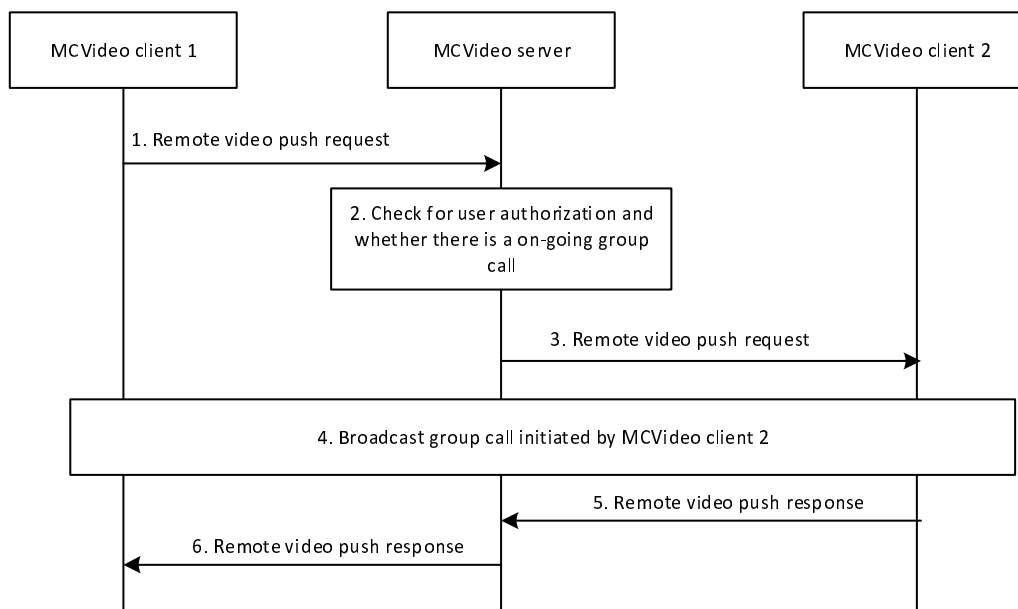 MCVideo client 1
MCVideo server
MCVideo client 2
1. Remote video push request
2. Check for user authorization and
whether there is a on-going group
call
3. Remote video push request
4. Broadcast group call initiated by MCVideo client 2
5. Remote video push response
6. Remote video push response